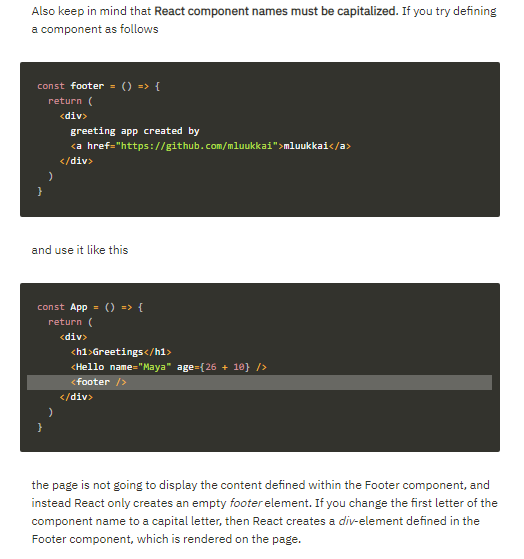 Also keep in mind that React component names must be capitalized. If you try defining
a component as follows
const footer = () => {
return (
<div>
greeting app created by
<a href="https://github.com/mluukkai">mluukkai</a>
</div>
)
}
and use it like this
const App = () => {
return (
<div>
<h1>Greetings</h1>
<Hello name="Maya" age={26 + 10} />
<footer />
</div>
)
}
the page is not going to display the content defined within the Footer component, and
instead React only creates an empty footer element. If you change the first letter of the
component name to a capital letter, then React creates a div-element defined in the
Footer component, which is rendered on the page.